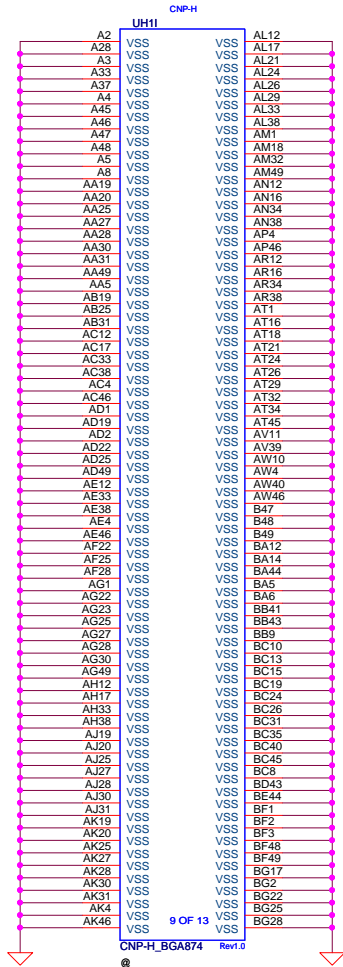 CNP-H
UH1I
A2 VSS VSS AL12
A28 VSS VSS AL17
A3 VSS VSS AL21
A33 VSS VSS AL24
A37 VSS VSS AL26
A4 VSS VSS AL29
A45 VSS VSS AL33
A46 VSS VSS AL38
A47 VSS VSS AM1
A48 VSS VSS AM18
A5 VSS VSS AM32
A8 VSS VSS AM49
AA19 VSS VSS AN12
AA20 VSS VSS AN16
AA25 VSS VSS AN34
AA27 VSS VSS AN38
AA28 VSS VSS AP4
AA30 VSS VSS AP46
AA31 VSS VSS AR12
AA49 VSS VSS AR16
AA5 VSS VSS AR34
AB19 VSS VSS AR38
AB25 VSS VSS AT1
AB31 VSS VSS AT16
AC12 VSS VSS AT18
AC17 VSS VSS AT21
AC33 VSS VSS AT24
AC38 VSS VSS AT26
AC4 VSS VSS AT29
AC46 VSS VSS AT32
AD1 VSS VSS AT34
AD19 VSS VSS AT45
AD2 VSS VSS AV11
AD22 VSS VSS AV39
AD25 VSS VSS AW10
AD49 VSS VSS AW4
AE12 VSS VSS AW40
AE33 VSS VSS AW46
AE38 VSS VSS B47
AE4 VSS VSS B48
AE46 VSS VSS B49
AF22 VSS VSS BA12
AF25 VSS VSS BA14
AF28 VSS VSS BA44
AG1 VSS VSS BA5
AG22 VSS VSS BA6
AG23 VSS VSS BB41
AG25 VSS VSS BB43
AG27 VSS VSS BB9
AG28 VSS VSS BC10
AG30 VSS VSS BC13
AG49 VSS VSS BC15
AH12 VSS VSS BC19
AH17 VSS VSS BC24
AH33 VSS VSS BC26
AH38 VSS VSS BC31
AJ19 VSS VSS BC35
AJ20 VSS VSS BC40
AJ25 VSS VSS BC45
AJ27 VSS VSS BC8
AJ28 VSS VSS BD43
AJ30 VSS VSS BE44
AJ31 VSS VSS BF1
AK19 VSS VSS BF2
AK20 VSS VSS BF3
AK25 VSS VSS BF48
AK27 VSS VSS BF49
AK28 VSS VSS BG17
AK30 VSS VSS BG2
AK31 VSS VSS BG22
AK4 VSS VSS BG25
AK46 VSS VSS BG28
9 OF 13
CNP-H_BGA874 Rev1.0
@